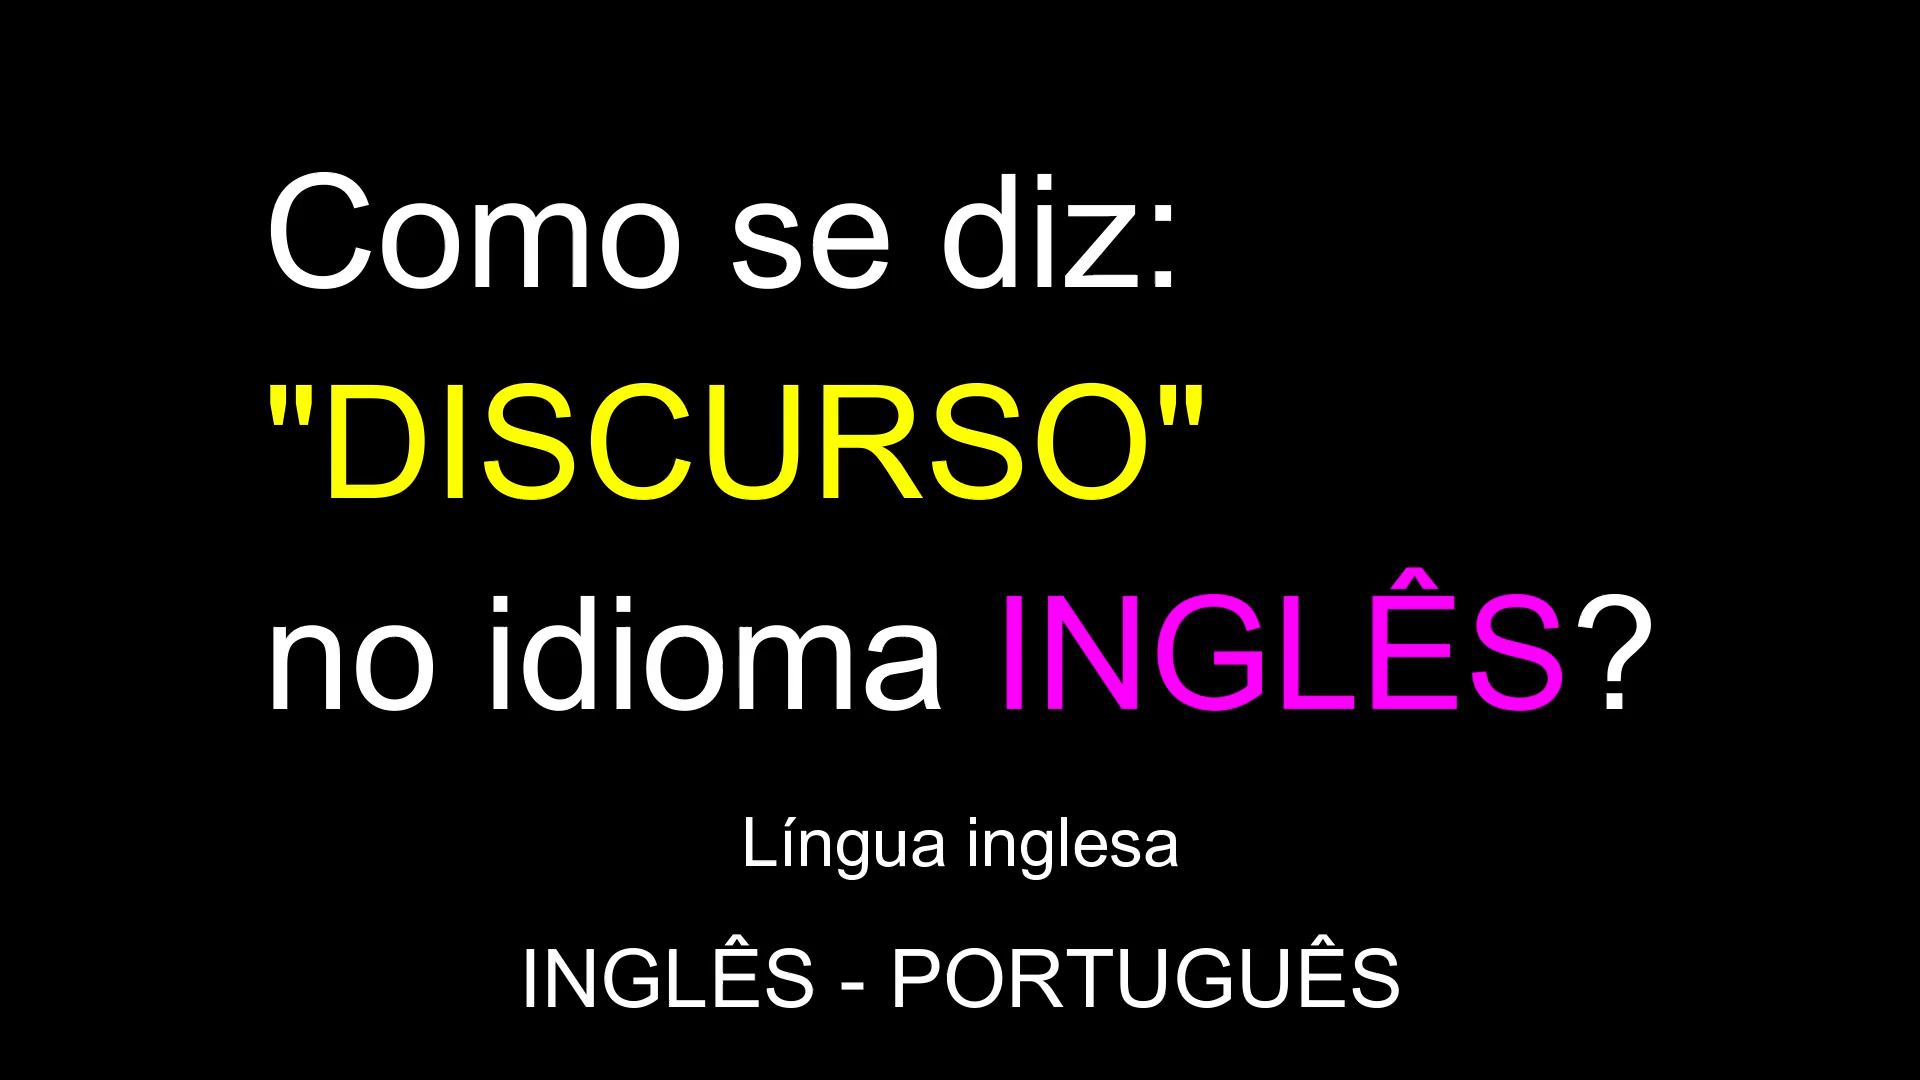 Como se diz:
"DISCURSO"
no idioma INGLÊS?
Língua inglesa
INGLÊS - PORTUGUÊS